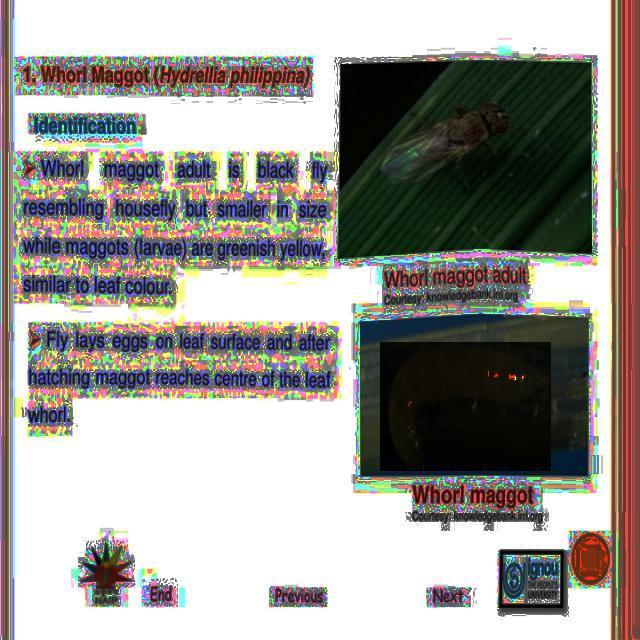 1. Whorl Maggot (Hydrellia philippina)
Identification
Whorl maggot adult is black fly
resembling housefly but smaller in size
while maggots (larvae) are greenish yellow,
similar to leaf colour.
Fly lays eggs on leaf surface and after
hatching maggot reaches centre of the leaf
whorl.
Whorl maggot adult
Courtesy: knowledgebank.irri.org
Whorl maggot
Courtesy: knowledgebank.irri.org
End
Previous
Next
ignou
THE PEOPLE'S
UNIVERSITY